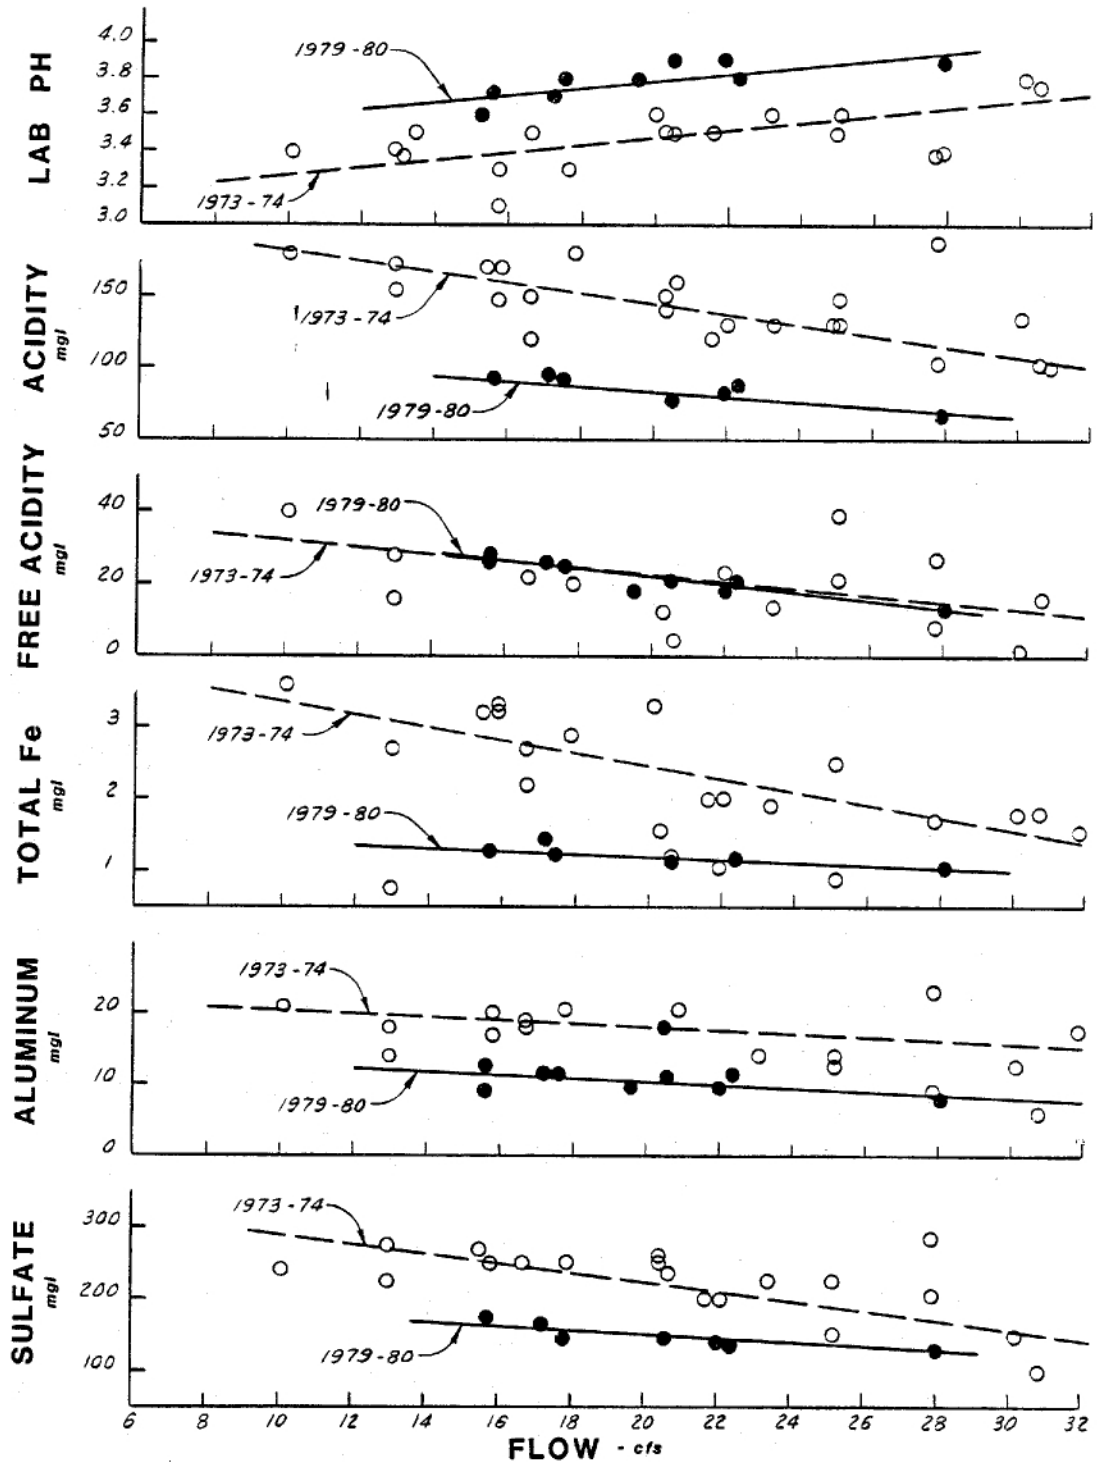 LAB PH
4.0
3.8
3.6
3.4
3.2
3.0
1979-80
1973-74
ACIDITY
mgl
150
100
50
1973-74
1979-80
FREE ACIDITY
mgl
40
20
0
1979-80
1973-74
TOTAL Fe
mgl
3
2
1
1973-74
1979-80
ALUMINUM
mgl
20
10
0
1973-74
1979-80
SULFATE
mgl
300
200
100
1973-74
1979-80
6 8 10 12 14 16 18 20 22 24 26 28 30 32
FLOW - cfs